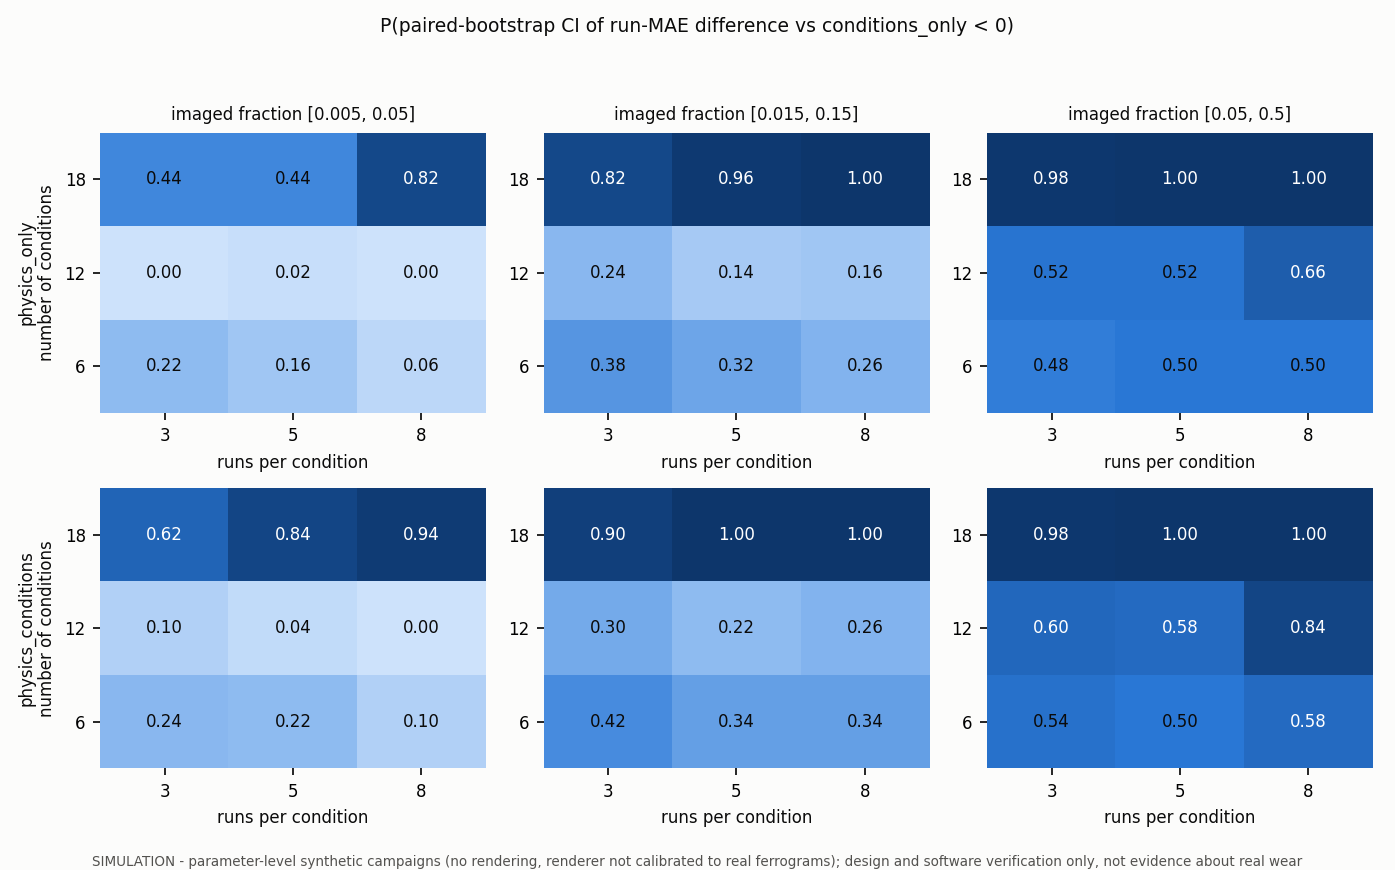 P(paired-bootstrap CI of run-MAE difference vs conditions_only < 0)
imaged fraction [0.005, 0.05]
imaged fraction [0.015, 0.15]
imaged fraction [0.05, 0.5]
physics_only
number of conditions
18 0.44 0.44 0.82
12 0.00 0.02 0.00
6 0.22 0.16 0.06
3 5 8
runs per condition
18 0.82 0.96 1.00
12 0.24 0.14 0.16
6 0.38 0.32 0.26
3 5 8
runs per condition
18 0.98 1.00 1.00
12 0.52 0.52 0.66
6 0.48 0.50 0.50
3 5 8
runs per condition
physics_conditions
number of conditions
18 0.62 0.84 0.94
12 0.10 0.04 0.00
6 0.24 0.22 0.10
3 5 8
runs per condition
18 0.90 1.00 1.00
12 0.30 0.22 0.26
6 0.42 0.34 0.34
3 5 8
runs per condition
18 0.98 1.00 1.00
12 0.60 0.58 0.84
6 0.54 0.50 0.58
3 5 8
runs per condition
SIMULATION - parameter-level synthetic campaigns (no rendering, renderer not calibrated to real ferrograms); design and software verification only, not evidence about real wear